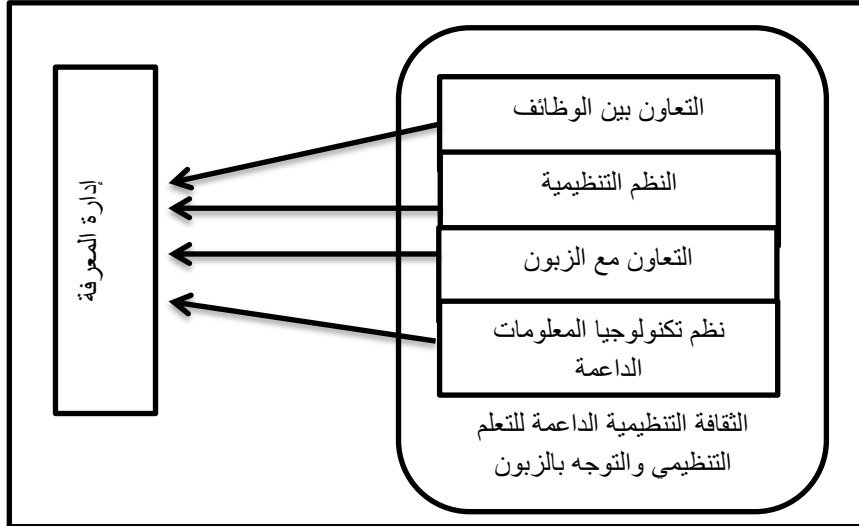 التعاون بين الوظائف
النظم التنظيمية
التعاون مع الزبون
نظم تكنولوجيا المعلومات
الداعمة
الثقافة التنظيمية الداعمة للتعلم
التنظيمي والتوجه بالزبون
إدارة المعرفة